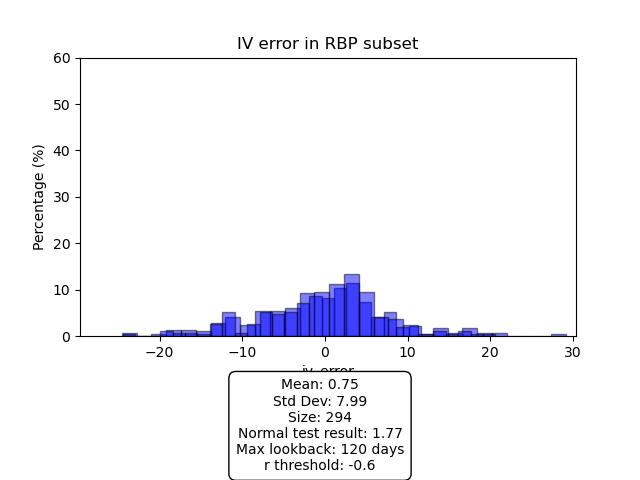 IV error in RBP subset
60
50
40
30
20
10
0
Percentage (%)
−20 −10 0 10 20 30
iv_error
Mean: 0.75
Std Dev: 7.99
Size: 294
Normal test result: 1.77
Max lookback: 120 days
r threshold: -0.6